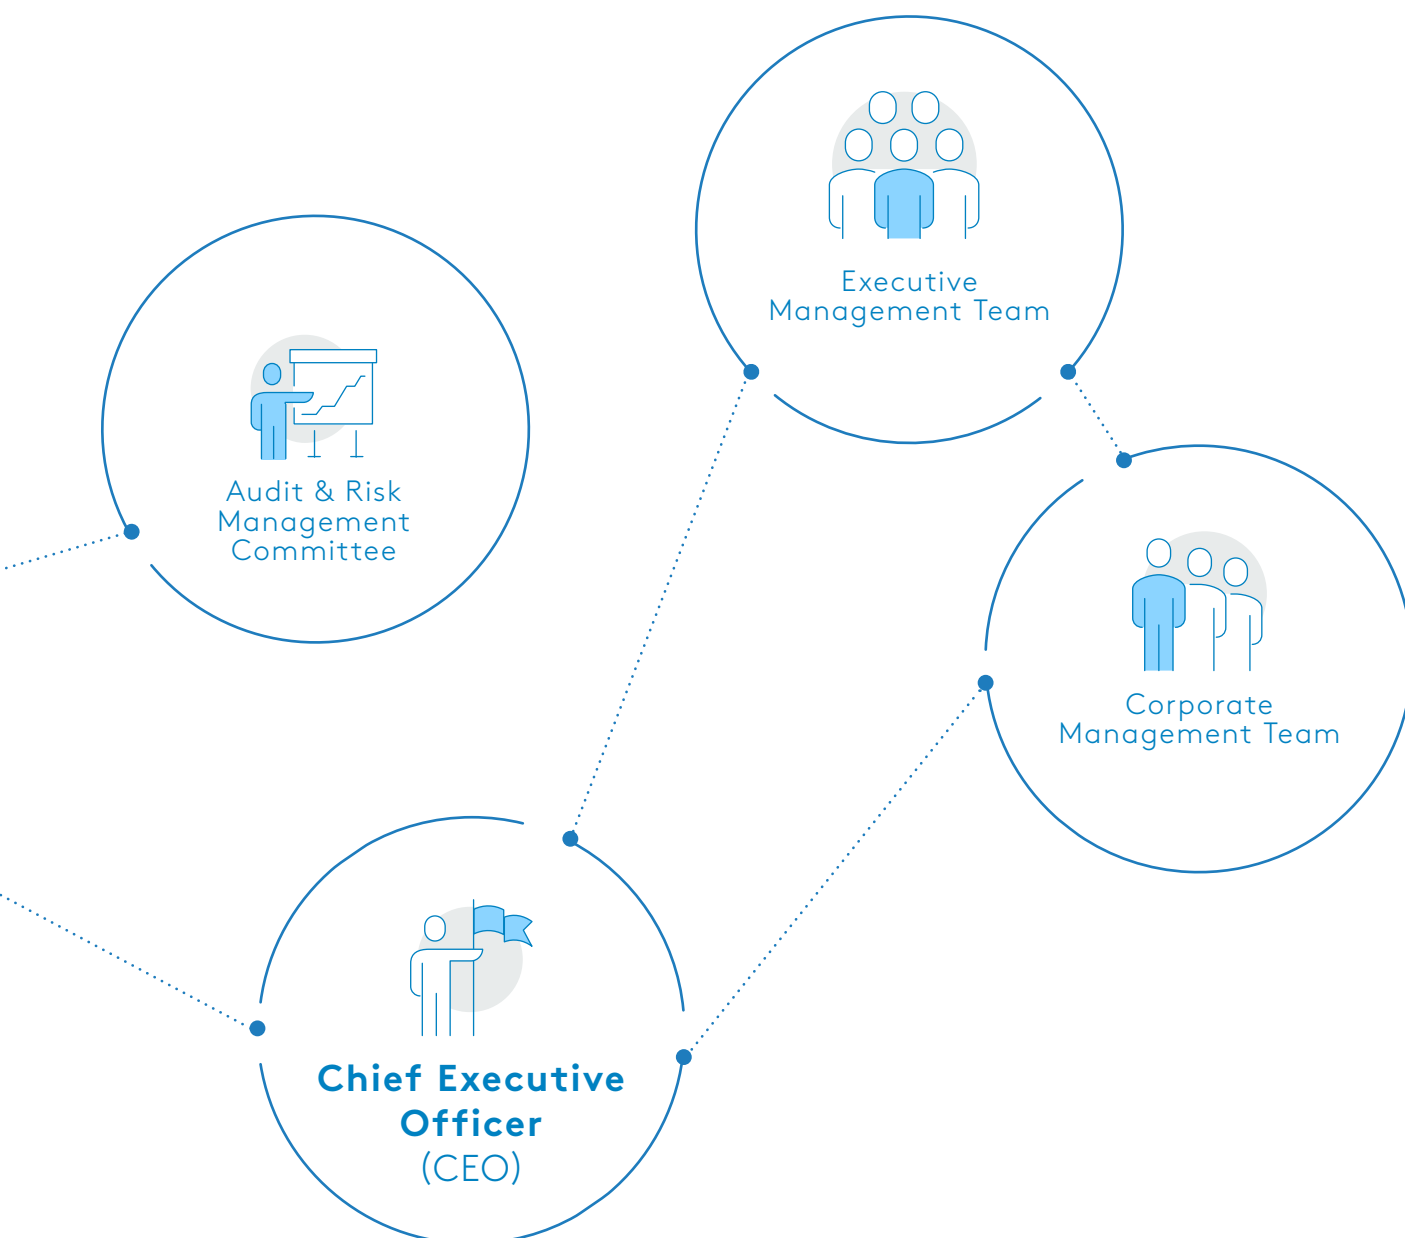 Executive
Management Team
Audit & Risk
Management
Committee
Corporate
Management Team
Chief Executive
Officer
(CEO)